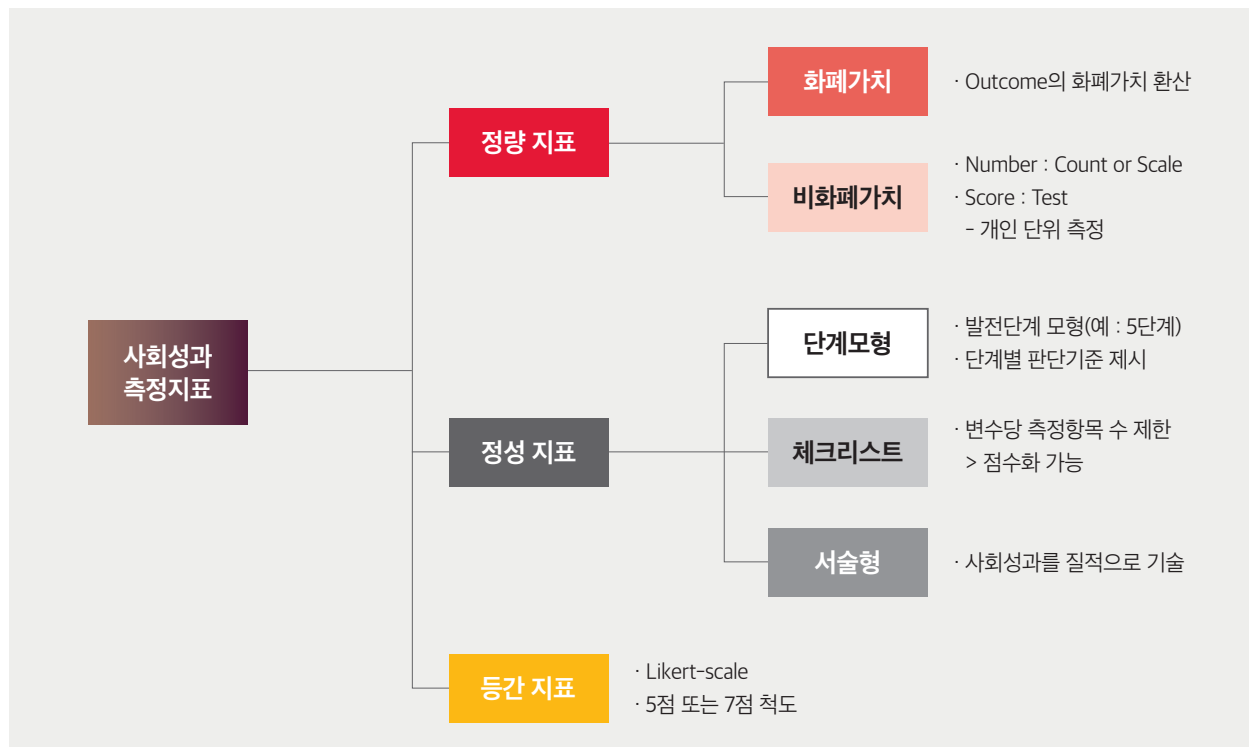 사회성과
측정지표
정량 지표
화폐가치
· Outcome의 화폐가치 환산
비화폐가치
· Number : Count or Scale
· Score : Test
- 개인 단위 측정
정성 지표
단계모형
· 발전단계 모형(예 : 5단계)
· 단계별 판단기준 제시
체크리스트
· 변수당 측정항목 수 제한
> 점수화 가능
서술형
· 사회성과를 질적으로 기술
등간 지표
· Likert-scale
· 5점 또는 7점 척도